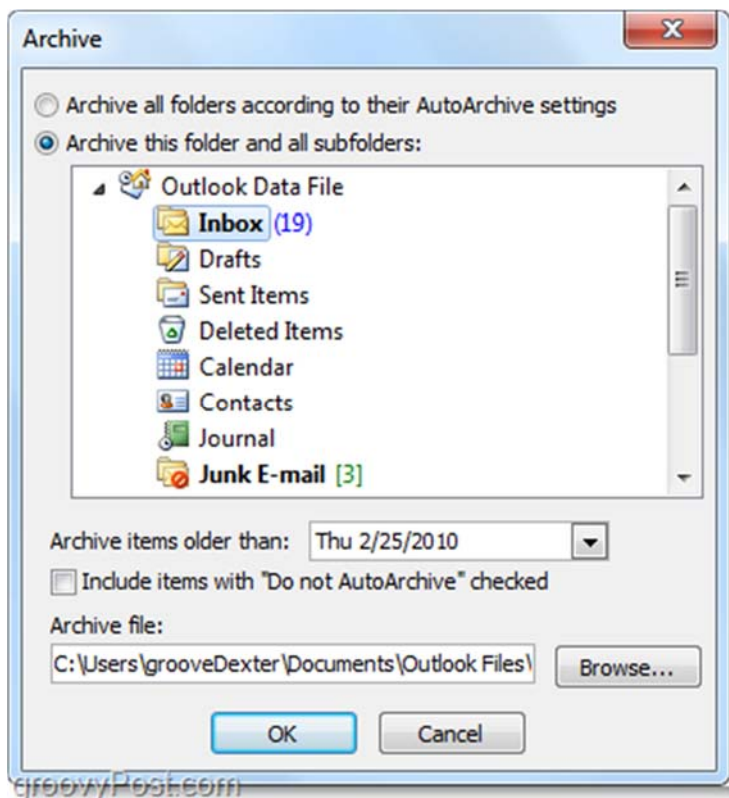 Archive
Archive all folders according to their AutoArchive settings
Archive this folder and all subfolders:
Outlook Data File
Inbox (19)
Drafts
Sent Items
Deleted Items
Calendar
Contacts
Journal
Junk E-mail [3]
Archive items older than: Thu 2/25/2010
Include items with "Do not AutoArchive" checked
Archive file:
C:\Users\grooveDexter\Documents\Outlook Files\ Browse...
OK Cancel
groovyPost.com